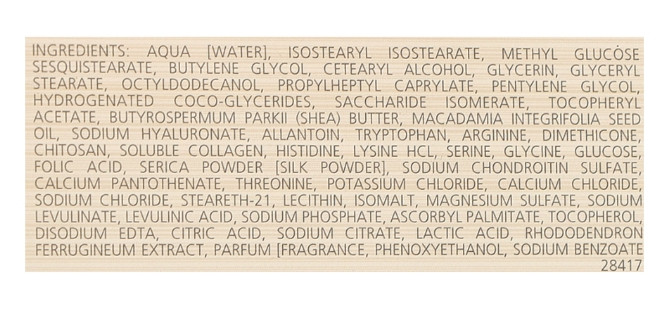 INGREDIENTS: AQUA [WATER], ISOSTEARYL ISOSTEARATE, METHYL GLUCOSE
SESQUISTEARATE, BUTYLENE GLYCOL, CETEARYL ALCOHOL, GLYCERIN, GLYCERYL
STEARATE, OCTYLDODECANOL, PROPYLHEPTYL CAPRYLATE, PENTYLENE GLYCOL,
HYDROGENATED COCO-GLYCERIDES, SACCHARIDE ISOMERATE, TOCOPHERYL
ACETATE, BUTYROSPERMUM PARKII (SHEA) BUTTER, MACADAMIA INTEGRIFOLIA SEED
OIL, SODIUM HYALURONATE, ALLANTOIN, TRYPTOPHAN, ARGININE, DIMETHICONE,
CHITOSAN, SOLUBLE COLLAGEN, HISTIDINE, LYSINE HCL, SERINE, GLYCINE, GLUCOSE,
FOLIC ACID, SERICA POWDER [SILK POWDER], SODIUM CHONDROITIN SULFATE,
CALCIUM PANTOTHENATE, THREONINE, POTASSIUM CHLORIDE, CALCIUM CHLORIDE,
SODIUM CHLORIDE, STEARETH-21, LECITHIN, ISOMALT, MAGNESIUM SULFATE, SODIUM
LEVULINATE, LEVULINIC ACID, SODIUM PHOSPHATE, ASCORBYL PALMITATE, TOCOPHEROL,
DISODIUM EDTA, CITRIC ACID, SODIUM CITRATE, LACTIC ACID, RHODODENDRON
FERRUGINEUM EXTRACT, PARFUM [FRAGRANCE, PHENOXYETHANOL, SODIUM BENZOATE
28417